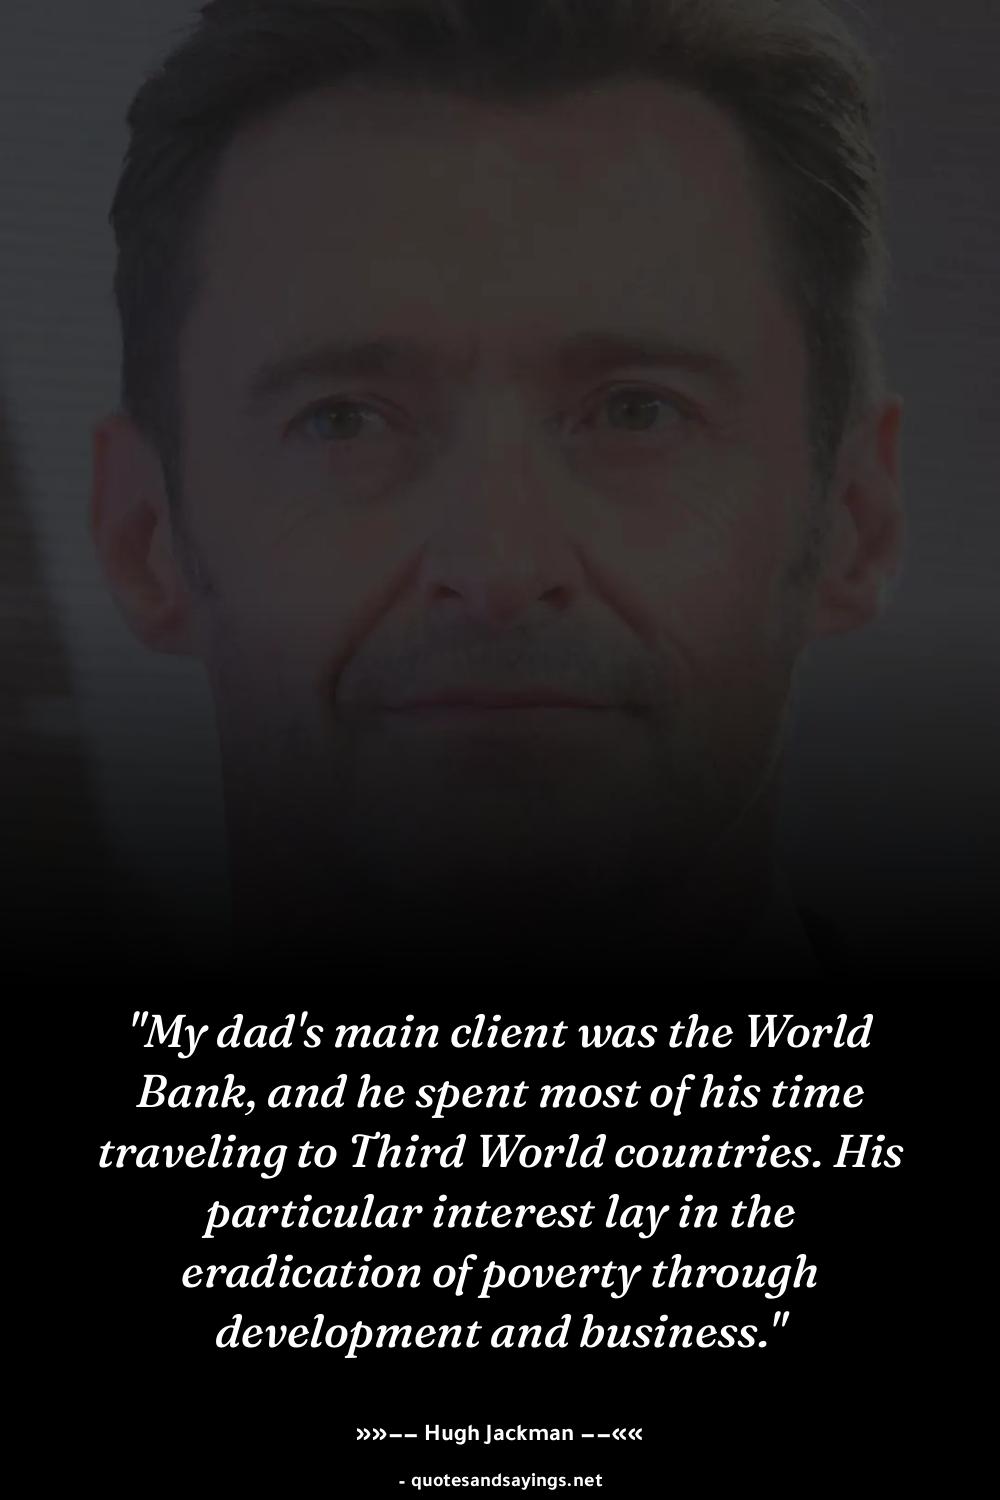 "My dad's main client was the World
Bank, and he spent most of his time
traveling to Third World countries. His
particular interest lay in the
eradication of poverty through
development and business."
»»–– Hugh Jackman ––««
- quotesandsayings.net